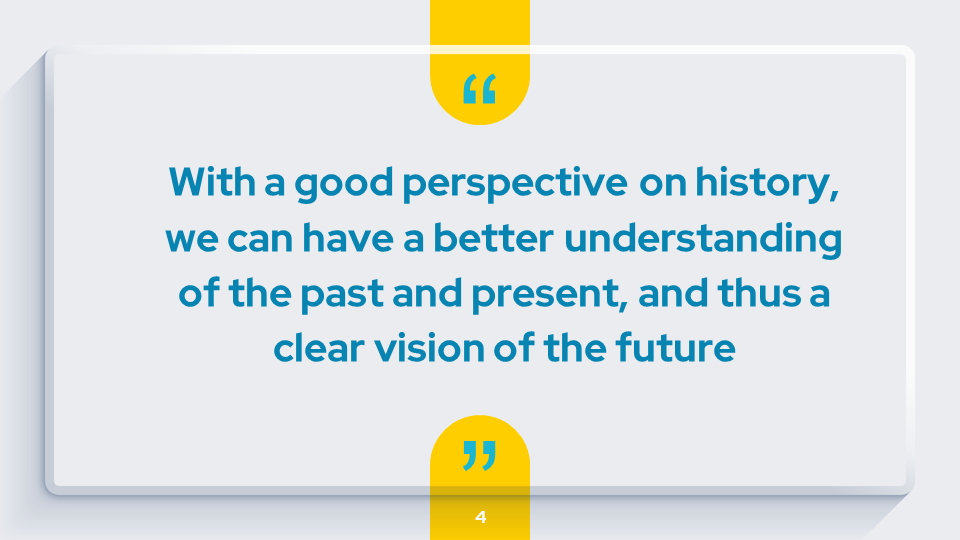 “
With a good perspective on history,
we can have a better understanding
of the past and present, and thus a
clear vision of the future
”
4